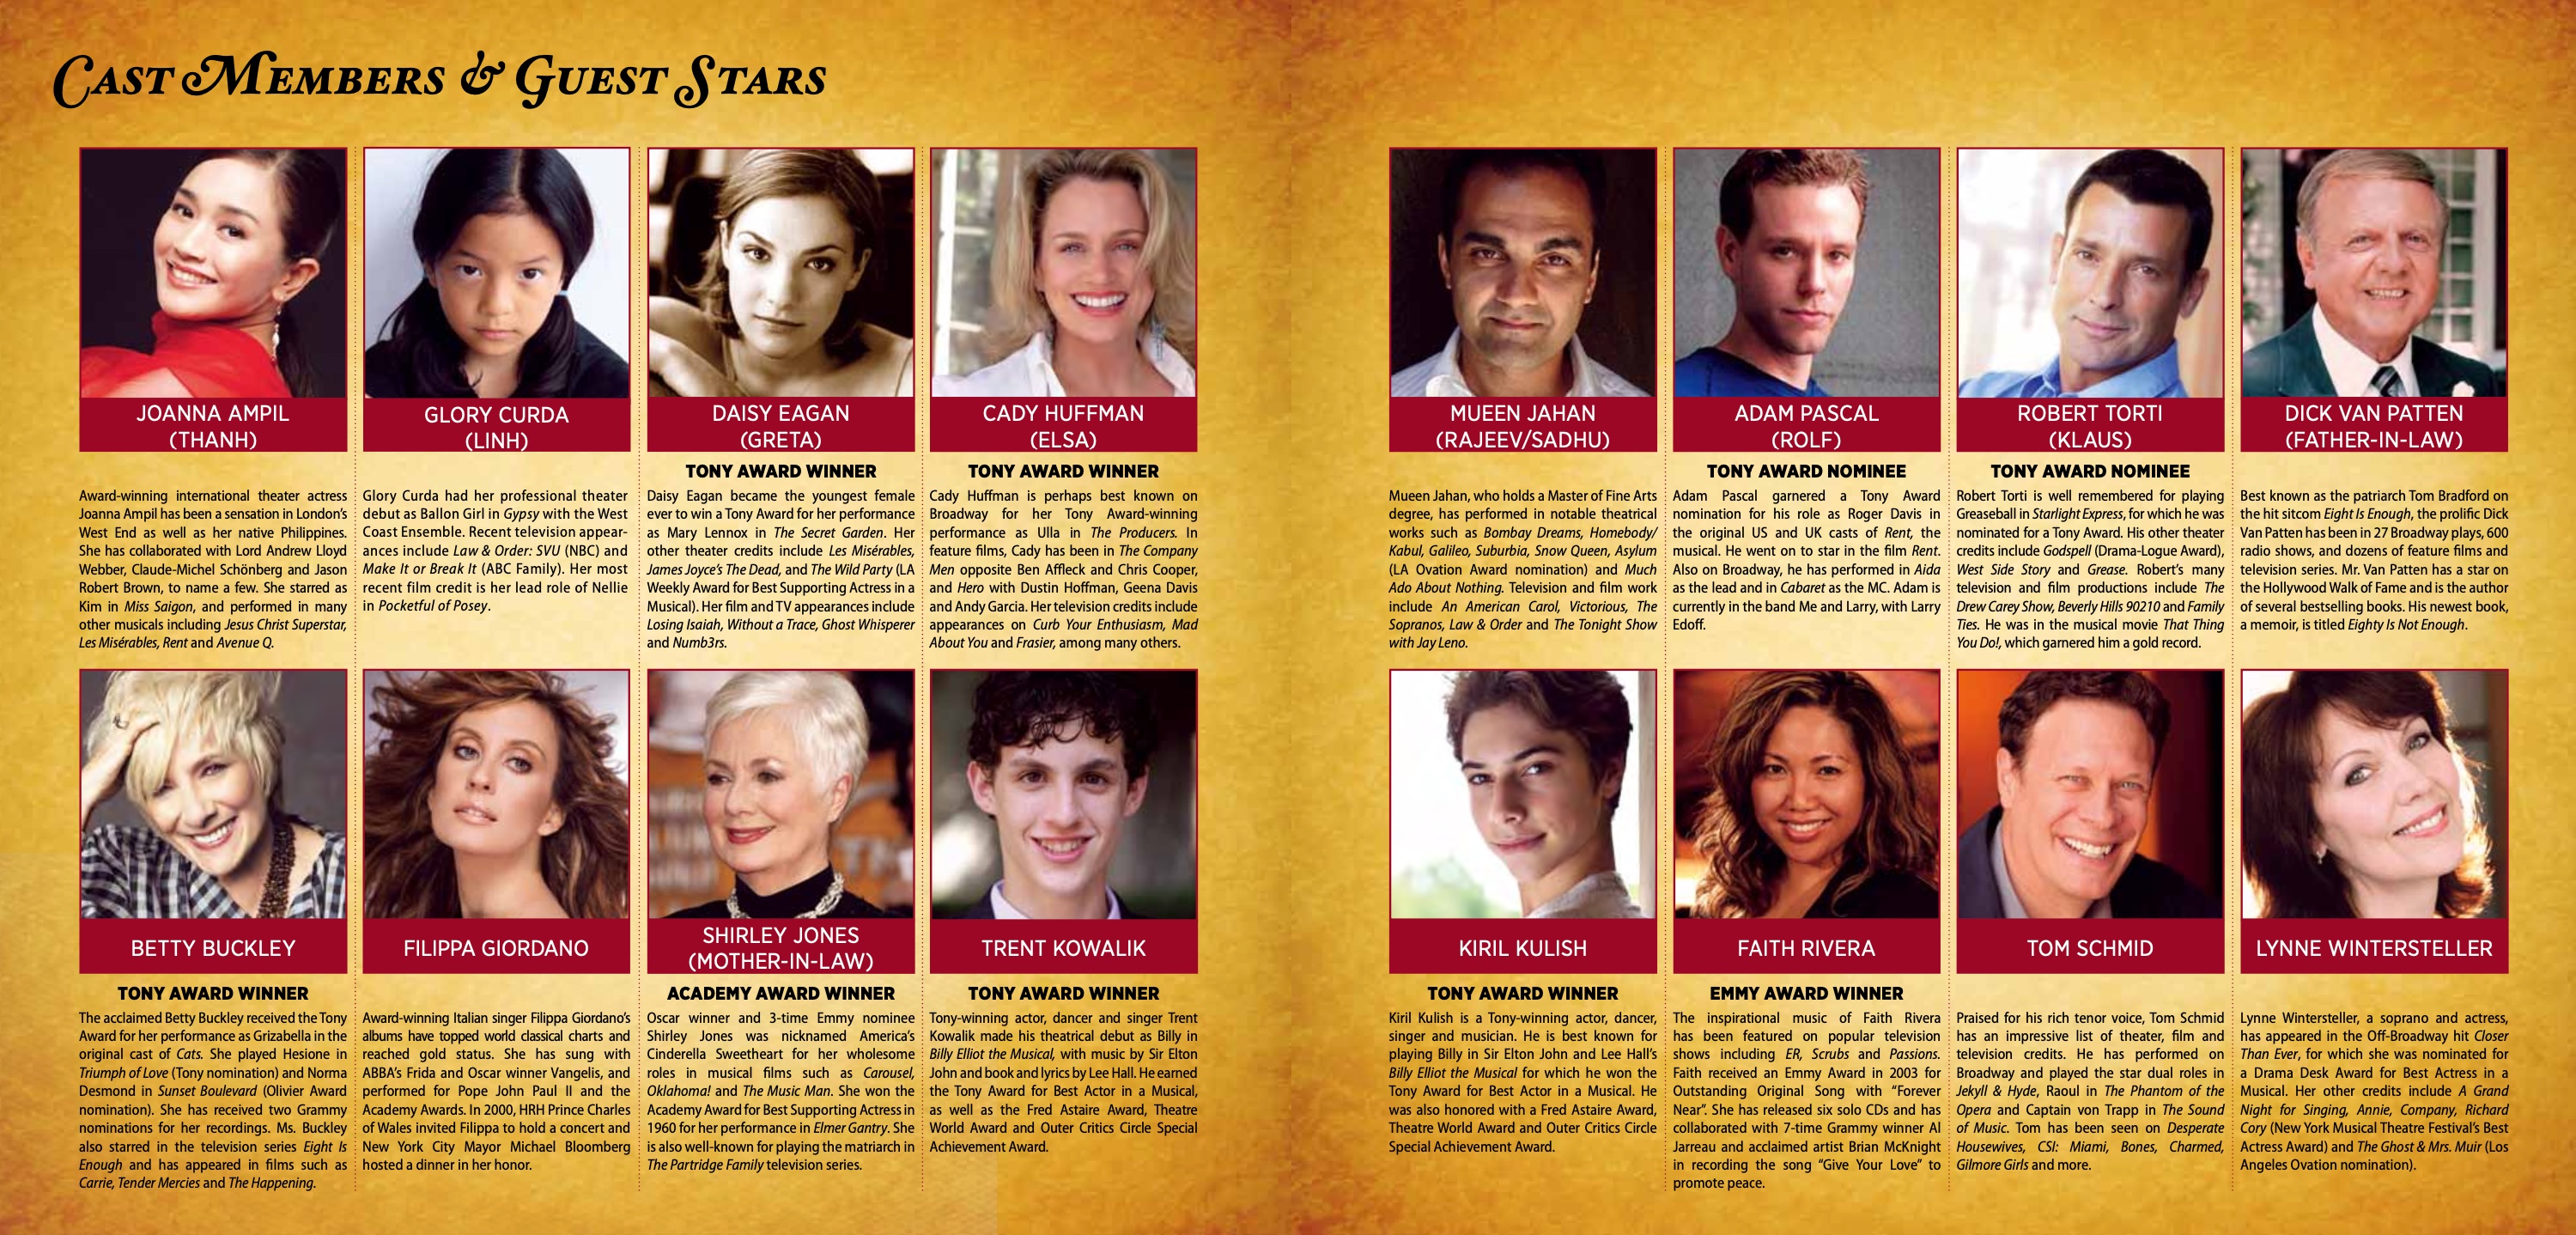 Cast Members & Guest Stars
JOANNA AMPIL
(THANH)
Award-winning international theater actress
Joanna Ampil has been a sensation in London's
West End as well as her native Philippines.
She has collaborated with Lord Andrew Lloyd
Webber, Claude-Michel Schönberg and Jason
Robert Brown, to name a few. She starred as
Kim in Miss Saigon, and performed in many
other musicals including Jesus Christ Superstar,
Les Misérables, Rent and Avenue Q.
GLORY CURDA
(LINH)
Glory Curda had her professional theater
debut as Ballon Girl in Gypsy with the West
Coast Ensemble. Recent television appear-
ances include Law & Order: SVU (NBC) and
Make It or Break It (ABC Family). Her most
recent film credit is her lead role of Nellie
in Pocketful of Posey.
DAISY EAGAN
(GRETA)
TONY AWARD WINNER
Daisy Eagan became the youngest female
ever to win a Tony Award for her performance
as Mary Lennox in The Secret Garden. Her
other theater credits include Les Misérables,
James Joyce's The Dead, and The Wild Party (LA
Weekly Award for Best Supporting Actress in a
Musical). Her film and TV appearances include
Losing Isaiah, Without a Trace, Ghost Whisperer
and Numb3rs.
CADY HUFFMAN
(ELSA)
TONY AWARD WINNER
Cady Huffman is perhaps best known on
Broadway for her Tony Award-winning
performance as Ulla in The Producers. In
feature films, Cady has been in The Company
Men opposite Ben Affleck and Chris Cooper,
and Hero with Dustin Hoffman, Geena Davis
and Andy Garcia. Her television credits include
appearances on Curb Your Enthusiasm, Mad
About You and Frasier, among many others.
MUEEN JAHAN
(RAJEEV/SADHU)
Mueen Jahan, who holds a Master of Fine Arts
degree, has performed in notable theatrical
works such as Bombay Dreams, Homebody/
Kabul, Galileo, Suburbia, Snow Queen, Asylum
(LA Ovation Award nomination) and Much
Ado About Nothing. Television and film work
include An American Carol, Victorious, The
Sopranos, Law & Order and The Tonight Show
with Jay Leno.
ADAM PASCAL
(ROLF)
TONY AWARD NOMINEE
Adam Pascal garnered a Tony Award
nomination for his role as Roger Davis in
the original US and UK casts of Rent, the
musical. He went on to star in the film Rent.
Also on Broadway, he has performed in Aida
as the lead and in Cabaret as the MC. Adam is
currently in the band Me and Larry, with Larry
Edoff.
ROBERT TORTI
(KLAUS)
TONY AWARD NOMINEE
Robert Torti is well remembered for playing
Greaseball in Starlight Express, for which he was
nominated for a Tony Award. His other theater
credits include Godspell (Drama-Logue Award),
West Side Story and Grease. Robert's many
television and film productions include The
Drew Carey Show, Beverly Hills 90210 and Family
Ties. He was in the musical movie That Thing
You Do!, which garnered him a gold record.
DICK VAN PATTEN
(FATHER-IN-LAW)
Best known as the patriarch Tom Bradford on
the hit sitcom Eight Is Enough, the prolific Dick
Van Patten has been in 27 Broadway plays, 600
radio shows, and dozens of feature films and
television series. Mr. Van Patten has a star on
the Hollywood Walk of Fame and is the author
of several bestselling books. His newest book,
a memoir, is titled Eighty Is Not Enough.
BETTY BUCKLEY
TONY AWARD WINNER
The acclaimed Betty Buckley received the Tony
Award for her performance as Grizabella in the
original cast of Cats. She played Hesione in
Triumph of Love (Tony nomination) and Norma
Desmond in Sunset Boulevard (Olivier Award
nomination). She has received two Grammy
nominations for her recordings. Ms. Buckley
also starred in the television series Eight Is
Enough and has appeared in films such as
Carrie, Tender Mercies and The Happening.
FILIPPA GIORDANO
Award-winning Italian singer Filippa Giordano's
albums have topped world classical charts and
reached gold status. She has sung with
ABBA's Frida and Oscar winner Vangelis, and
performed for Pope John Paul II and the
Academy Awards. In 2000, HRH Prince Charles
of Wales invited Filippa to hold a concert and
New York City Mayor Michael Bloomberg
hosted a dinner in her honor.
SHIRLEY JONES
(MOTHER-IN-LAW)
ACADEMY AWARD WINNER
Oscar winner and 3-time Emmy nominee
Shirley Jones was nicknamed America's
Cinderella Sweetheart for her wholesome
roles in musical films such as Carousel,
Oklahoma! and The Music Man. She won the
Academy Award for Best Supporting Actress in
1960 for her performance in Elmer Gantry. She
is also well-known for playing the matriarch in
The Partridge Family television series.
TRENT KOWALIK
TONY AWARD WINNER
Tony-winning actor, dancer and singer Trent
Kowalik made his theatrical debut as Billy in
Billy Elliot the Musical, with music by Sir Elton
John and book and lyrics by Lee Hall. He earned
the Tony Award for Best Actor in a Musical,
as well as the Fred Astaire Award, Theatre
World Award and Outer Critics Circle Special
Achievement Award.
KIRIL KULISH
TONY AWARD WINNER
Kiril Kulish is a Tony-winning actor, dancer,
singer and musician. He is best known for
playing Billy in Sir Elton John and Lee Hall's
Billy Elliot the Musical for which he won the
Tony Award for Best Actor in a Musical. He
was also honored with a Fred Astaire Award,
Theatre World Award and Outer Critics Circle
Special Achievement Award.
FAITH RIVERA
EMMY AWARD WINNER
The inspirational music of Faith Rivera
has been featured on popular television
shows including ER, Scrubs and Passions.
Faith received an Emmy Award in 2003 for
Outstanding Original Song with "Forever
Near". She has released six solo CDs and has
collaborated with 7-time Grammy winner Al
Jarreau and acclaimed artist Brian McKnight
in recording the song "Give Your Love" to
promote peace.
TOM SCHMID
Praised for his rich tenor voice, Tom Schmid
has an impressive list of theater, film and
television credits. He has performed on
Broadway and played the star dual roles in
Jekyll & Hyde, Raoul in The Phantom of the
Opera and Captain von Trapp in The Sound
of Music. Tom has been seen on Desperate
Housewives, CSI: Miami, Bones, Charmed,
Gilmore Girls and more.
LYNNE WINTERSTELLER
Lynne Wintersteller, a soprano and actress,
has appeared in the Off-Broadway hit Closer
Than Ever, for which she was nominated for
a Drama Desk Award for Best Actress in a
Musical. Her other credits include A Grand
Night for Singing, Annie, Company, Richard
Cory (New York Musical Theatre Festival's Best
Actress Award) and The Ghost & Mrs. Muir (Los
Angeles Ovation nomination).